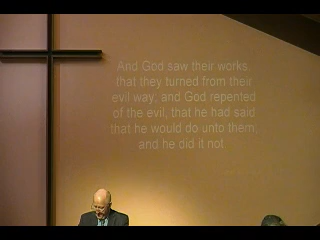 And God saw their works,
that they turned from their
evil way; and God repented
of the evil, that he had said
that he would do unto them;
and he did it not